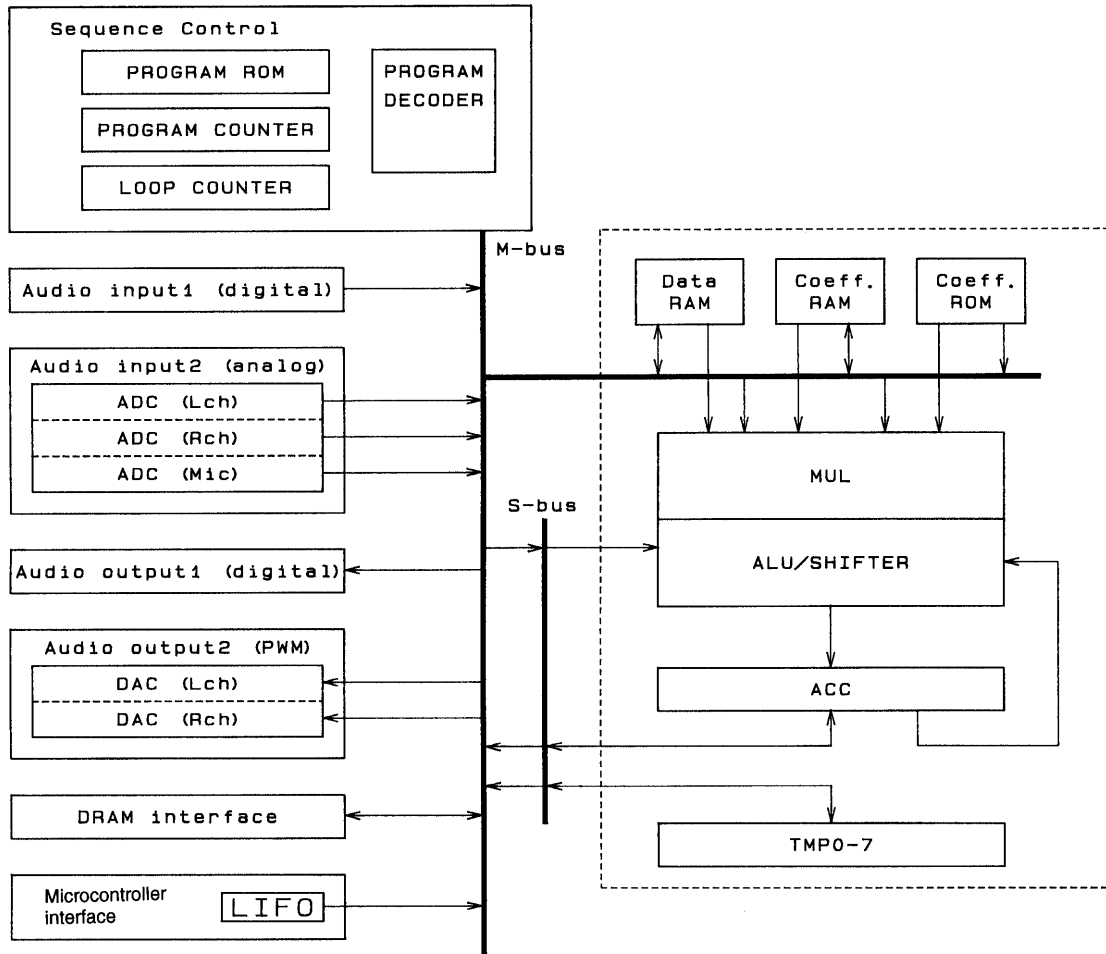 Sequence Control
PROGRAM ROM
PROGRAM COUNTER
LOOP COUNTER
PROGRAM
DECODER
M-bus
Audio input1 (digital)
Audio input2 (analog)
ADC (Lch)
ADC (Rch)
ADC (Mic)
Audio output1 (digital)
Audio output2 (PWM)
DAC (Lch)
DAC (Rch)
DRAM interface
Microcontroller
interface
LIFO
S-bus
Data
RAM
Coeff.
RAM
Coeff.
ROM
MUL
ALU/SHIFTER
ACC
TMP0-7